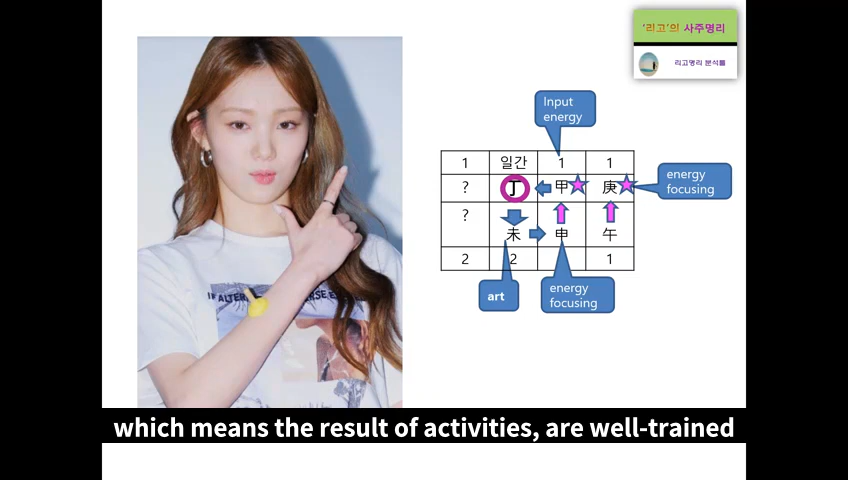 '리고'의 사주명리
리고명리 분석틀
Input
energy
1 일간 1 1
? 丁 甲 庚
energy
focusing
?
未 申 午
2 2 1
art
energy
focusing
which means the result of activities, are well-trained